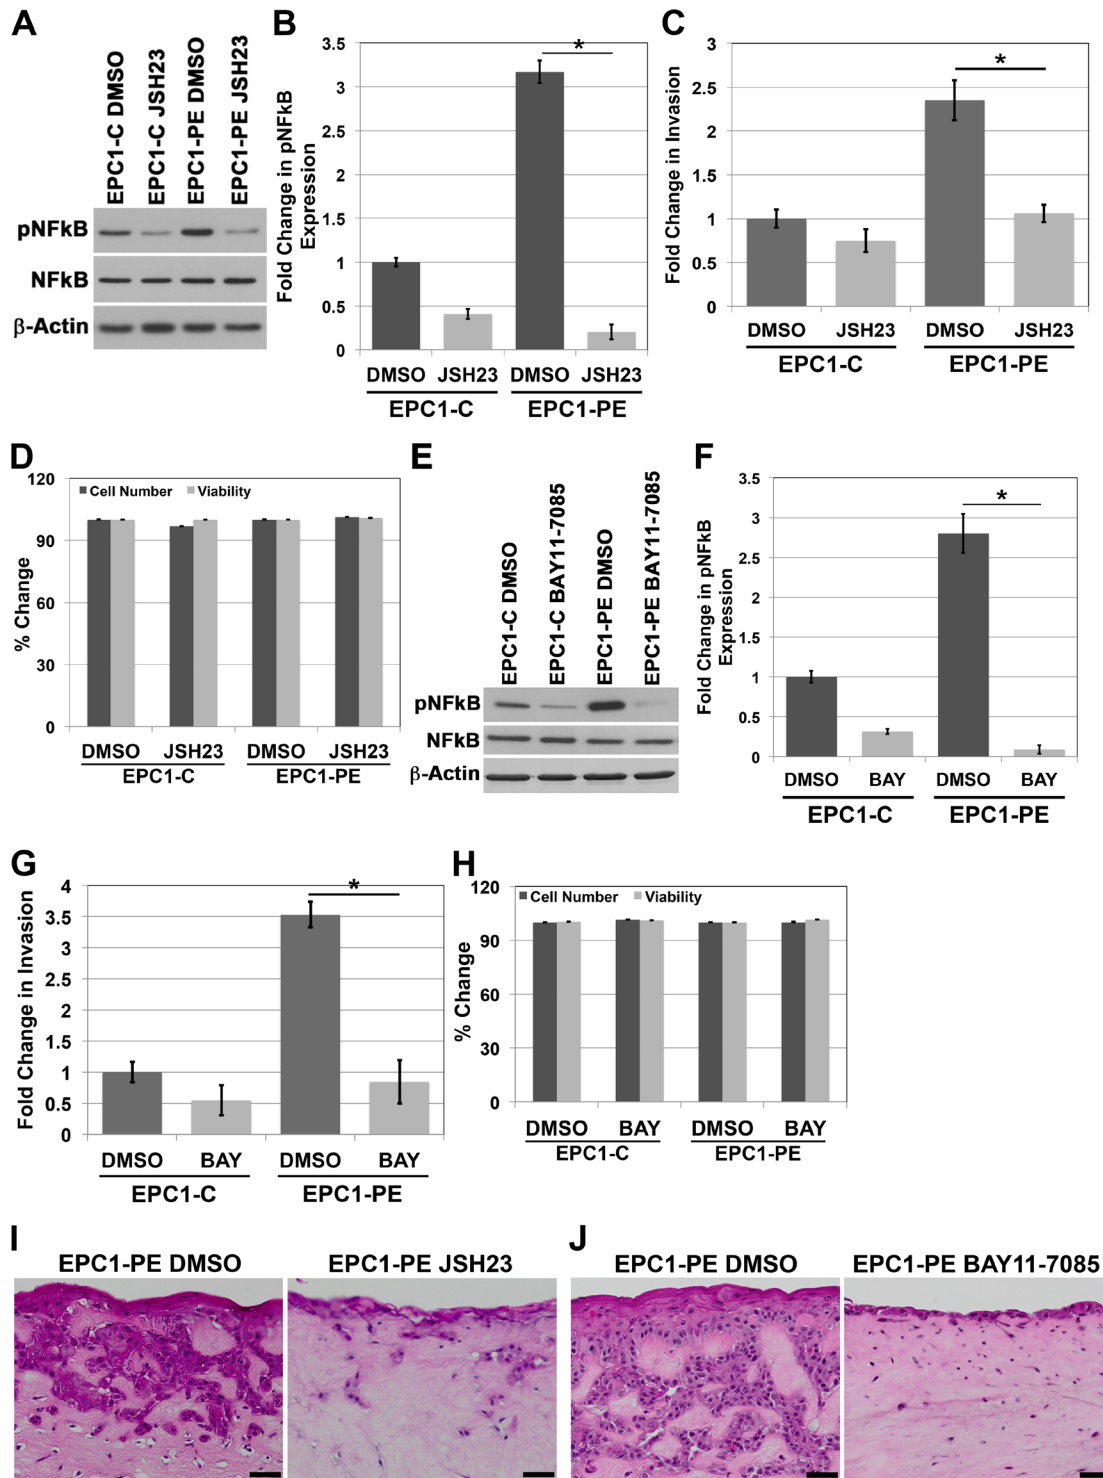 A
EPC1-C DMSO
EPC1-C JSH23
EPC1-PE DMSO
EPC1-PE JSH23
pNFkB
NFkB
β-Actin
B
Fold Change in pNFkB
Expression
3.5
3
2.5
2
1.5
1
0.5
0
*
DMSO JSH23 DMSO JSH23
EPC1-C EPC1-PE
C
Fold Change in Invasion
3
2.5
2
1.5
1
0.5
0
*
DMSO JSH23 DMSO JSH23
EPC1-C EPC1-PE
D
% Change
120
90
60
30
0
Cell Number Viability
DMSO JSH23 DMSO JSH23
EPC1-C EPC1-PE
E
EPC1-C DMSO
EPC1-C BAY11-7085
EPC1-PE DMSO
EPC1-PE BAY11-7085
pNFkB
NFkB
β-Actin
F
Fold Change in pNFkB
Expression
3.5
3
2.5
2
1.5
1
0.5
0
*
DMSO BAY DMSO BAY
EPC1-C EPC1-PE
G
Fold Change in Invasion
4
3.5
3
2.5
2
1.5
1
0.5
0
*
DMSO BAY DMSO BAY
EPC1-C EPC1-PE
H
% Change
120
90
60
30
0
Cell Number Viability
DMSO BAY DMSO BAY
EPC1-C EPC1-PE
I
EPC1-PE DMSO EPC1-PE JSH23
J
EPC1-PE DMSO EPC1-PE BAY11-7085